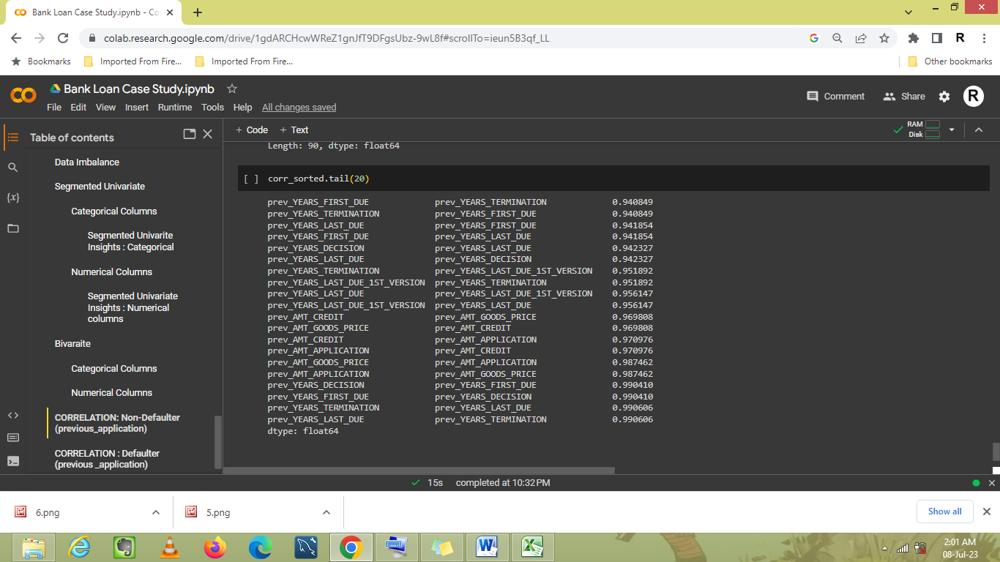 Bank Loan Case Study.ipynb - Co
colab.research.google.com/drive/1gdARCHcwWReZ1gnJfT9DFgsUbz-9wL8f#scrollTo=ieun5B3qf_LL
R
Bookmarks Imported From Fire... Imported From Fire... Other bookmarks
Bank Loan Case Study.ipynb
File Edit View Insert Runtime Tools Help All changes saved
Comment Share R
Table of contents
Data Imbalance
Segmented Univariate
Categorical Columns
Segmented Univarite
Insights : Categorical
Numerical Columns
Segmented Univariate
Insights : Numerical
columns
Bivaraite
Categorical Columns
Numerical Columns
CORRELATION: Non-Defaulter
(previous_application)
CORRELATION : Defaulter
(previous _application)
+ Code + Text
RAM
Disk
Length: 90, dtype: float64
[ ] corr_sorted.tail(20)
prev_YEARS_FIRST_DUE prev_YEARS_TERMINATION 0.940849
prev_YEARS_TERMINATION prev_YEARS_FIRST_DUE 0.940849
prev_YEARS_LAST_DUE prev_YEARS_FIRST_DUE 0.941854
prev_YEARS_FIRST_DUE prev_YEARS_LAST_DUE 0.941854
prev_YEARS_DECISION prev_YEARS_LAST_DUE 0.942327
prev_YEARS_LAST_DUE prev_YEARS_DECISION 0.942327
prev_YEARS_TERMINATION prev_YEARS_LAST_DUE_1ST_VERSION 0.951892
prev_YEARS_LAST_DUE_1ST_VERSION prev_YEARS_TERMINATION 0.951892
prev_YEARS_LAST_DUE prev_YEARS_LAST_DUE_1ST_VERSION 0.956147
prev_YEARS_LAST_DUE_1ST_VERSION prev_YEARS_LAST_DUE 0.956147
prev_AMT_CREDIT prev_AMT_GOODS_PRICE 0.969808
prev_AMT_GOODS_PRICE prev_AMT_CREDIT 0.969808
prev_AMT_CREDIT prev_AMT_APPLICATION 0.970976
prev_AMT_APPLICATION prev_AMT_CREDIT 0.970976
prev_AMT_GOODS_PRICE prev_AMT_APPLICATION 0.987462
prev_AMT_APPLICATION prev_AMT_GOODS_PRICE 0.987462
prev_YEARS_DECISION prev_YEARS_FIRST_DUE 0.990410
prev_YEARS_FIRST_DUE prev_YEARS_DECISION 0.990410
prev_YEARS_TERMINATION prev_YEARS_LAST_DUE 0.990606
prev_YEARS_LAST_DUE prev_YEARS_TERMINATION 0.990606
dtype: float64
15s completed at 10:32 PM
6.png 5.png Show all
2:01 AM
08-Jul-23